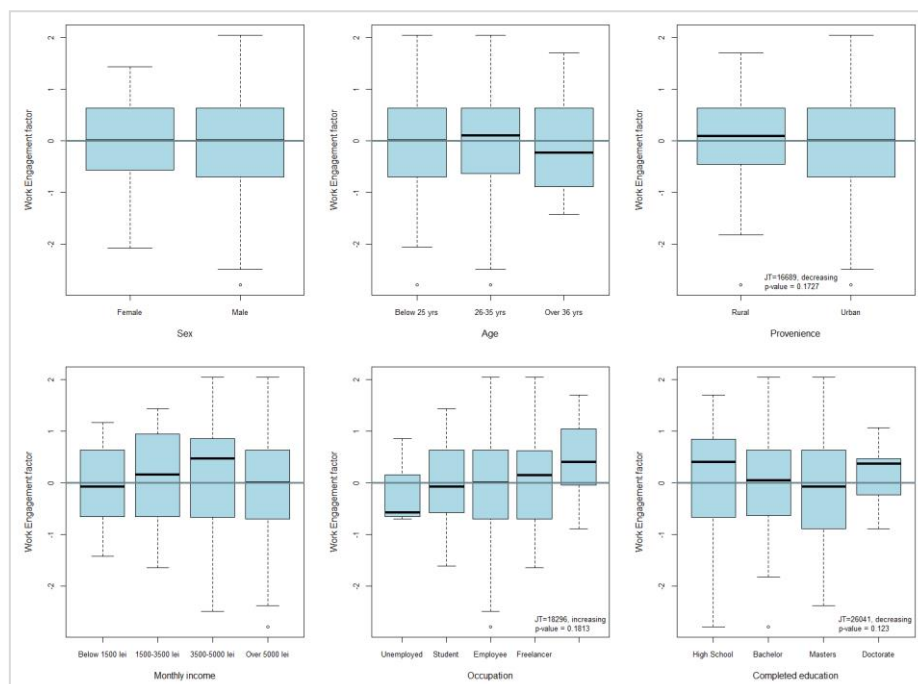 Work Engagement factor
2
1
0
-1
-2
Female
Male
Sex
Work Engagement factor
2
1
0
-1
-2
Below 25 yrs
26-35 yrs
Over 36 yrs
Age
Work Engagement factor
2
1
0
-1
-2
JT=16689, decreasing
p-value = 0.1727
Rural
Urban
Provenience
Work Engagement factor
2
1
0
-1
-2
Below 1500 lei
1500-3500 lei
3500-5000 lei
Over 5000 lei
Monthly income
Work Engagement factor
2
1
0
-1
-2
JT=18296, increasing
p-value = 0.1813
Unemployed
Student
Employee
Freelancer
Occupation
Work Engagement factor
2
1
0
-1
-2
JT=26041, decreasing
p-value = 0.123
High School
Bachelor
Masters
Doctorate
Completed education